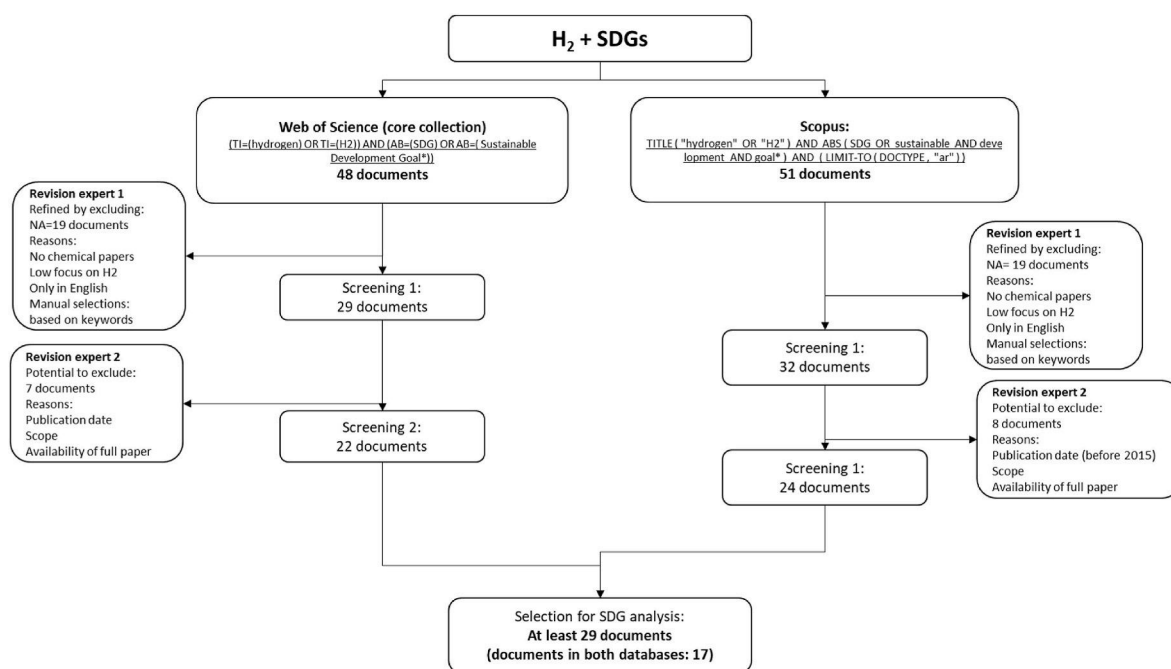 H₂ + SDGs
Web of Science (core collection)
(TI=(hydrogen) OR TI=(H2)) AND (AB=(SDG) OR AB=( Sustainable
Development Goal*))
48 documents
Scopus:
TITLE ( "hydrogen" OR "H2" ) AND ABS ( SDG OR sustainable AND deve
lopment AND goal* ) AND ( LIMIT-TO ( DOCTYPE , "ar" ) )
51 documents
Revision expert 1
Refined by excluding:
NA=19 documents
Reasons:
No chemical papers
Low focus on H2
Only in English
Manual selections:
based on keywords
Revision expert 1
Refined by excluding:
NA= 19 documents
Reasons:
No chemical papers
Low focus on H2
Only in English
Manual selections:
based on keywords
Screening 1:
29 documents
Screening 1:
32 documents
Revision expert 2
Potential to exclude:
7 documents
Reasons:
Publication date
Scope
Availability of full paper
Revision expert 2
Potential to exclude:
8 documents
Reasons:
Publication date (before 2015)
Scope
Availability of full paper
Screening 2:
22 documents
Screening 1:
24 documents
Selection for SDG analysis:
At least 29 documents
(documents in both databases: 17)